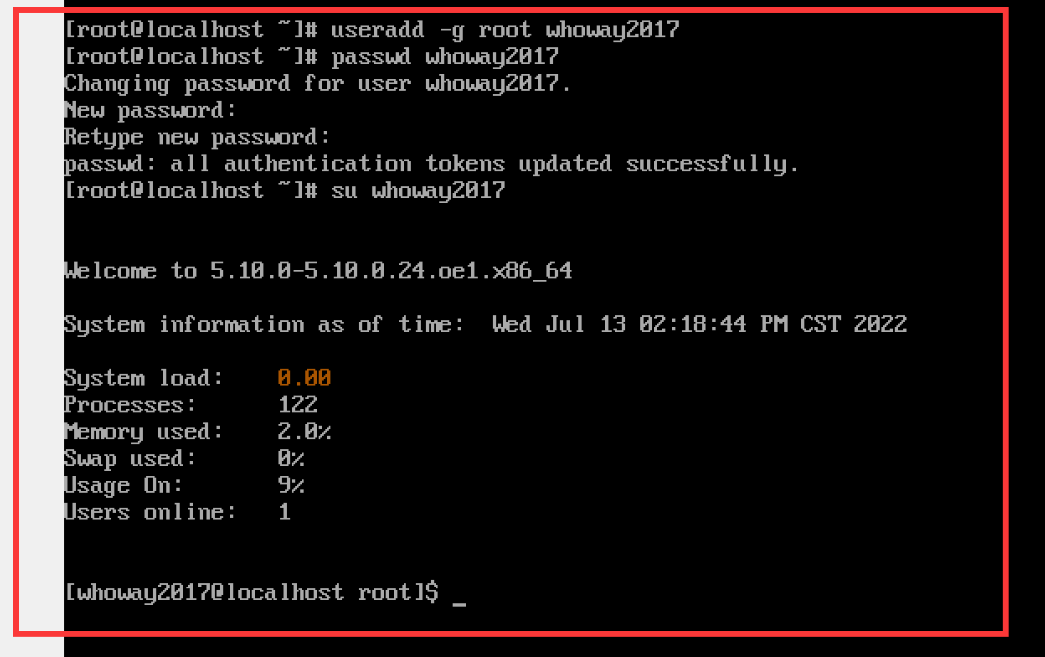 [root@localhost ~]# useradd -g root whoway2017
[root@localhost ~]# passwd whoway2017
Changing password for user whoway2017.
New password:
Retype new password:
passwd: all authentication tokens updated successfully.
[root@localhost ~]# su whoway2017
Welcome to 5.10.0-5.10.0.24.oe1.x86_64
System information as of time:  Wed Jul 13 02:18:44 PM CST 2022
System load:    0.00
Processes:      122
Memory used:    2.0%
Swap used:      0%
Usage On:       9%
Users online:   1
[whoway2017@localhost root]$ _